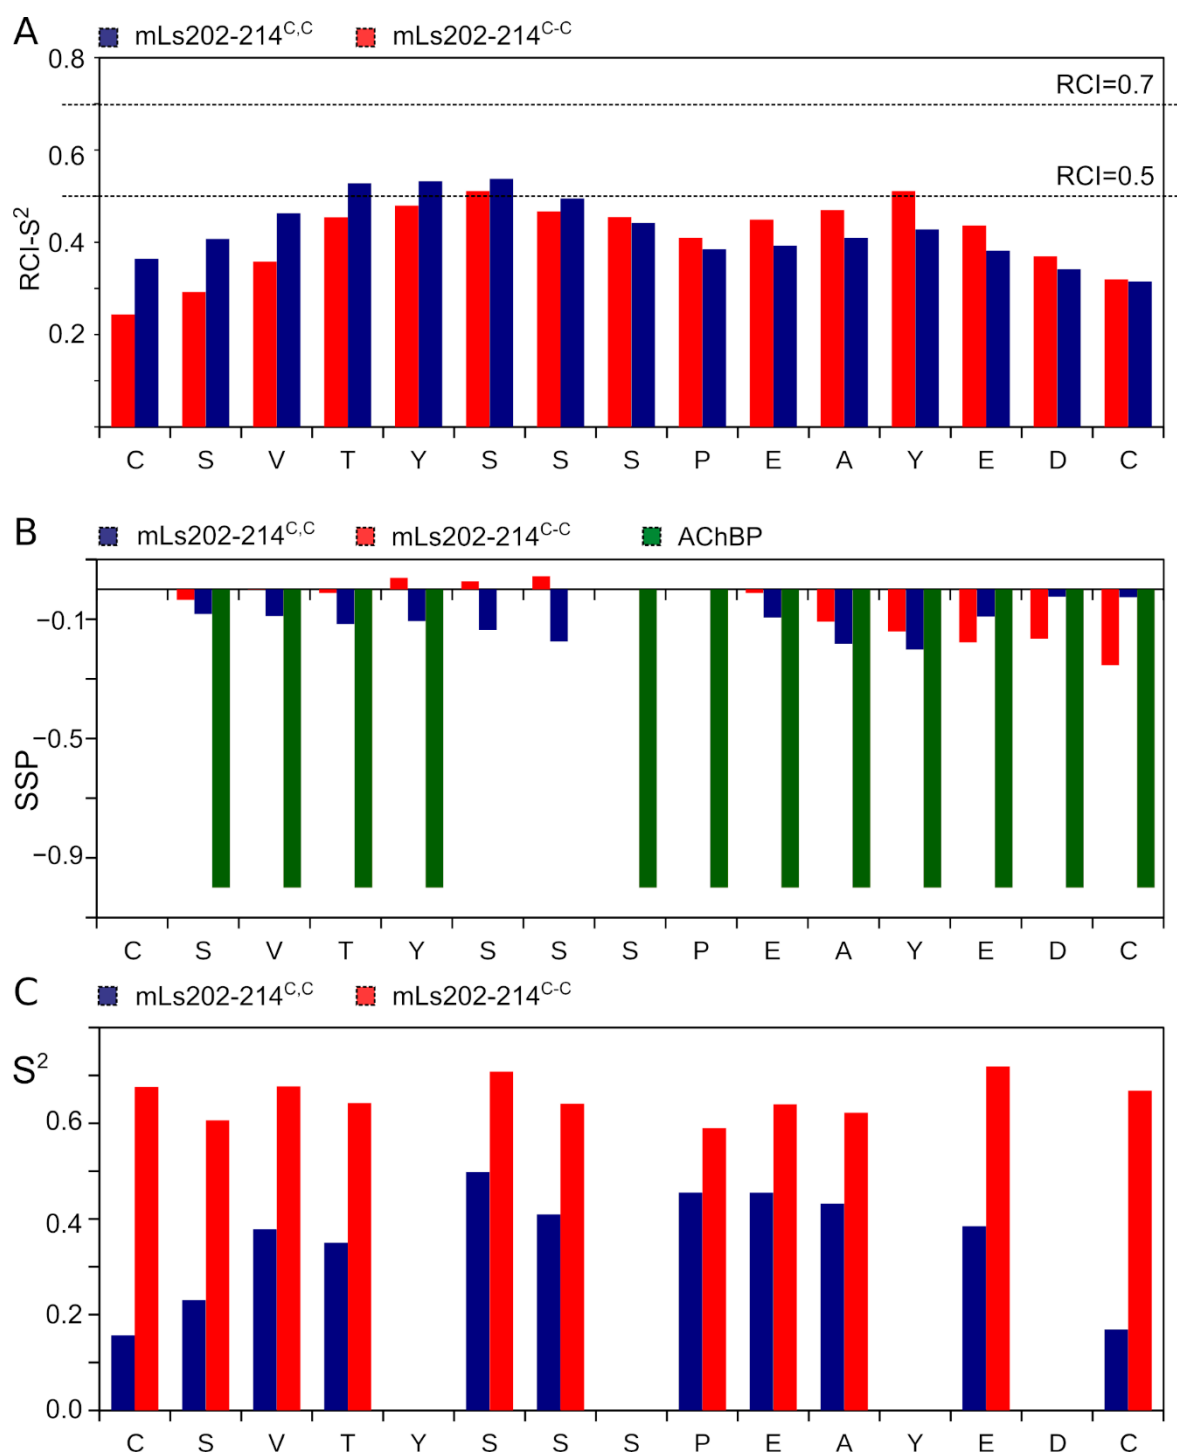 A mLs202-214C,C mLs202-214C-C
0.8
RCI=0.7
0.6
RCI=0.5
0.4
0.2
RCI-S²
C S V T Y S S S P E A Y E D C
B mLs202-214C,C mLs202-214C-C AChBP
−0.1
−0.5
−0.9
SSP
C S V T Y S S S P E A Y E D C
C mLs202-214C,C mLs202-214C-C
S²
0.6
0.4
0.2
0.0
C S V T Y S S S P E A Y E D C